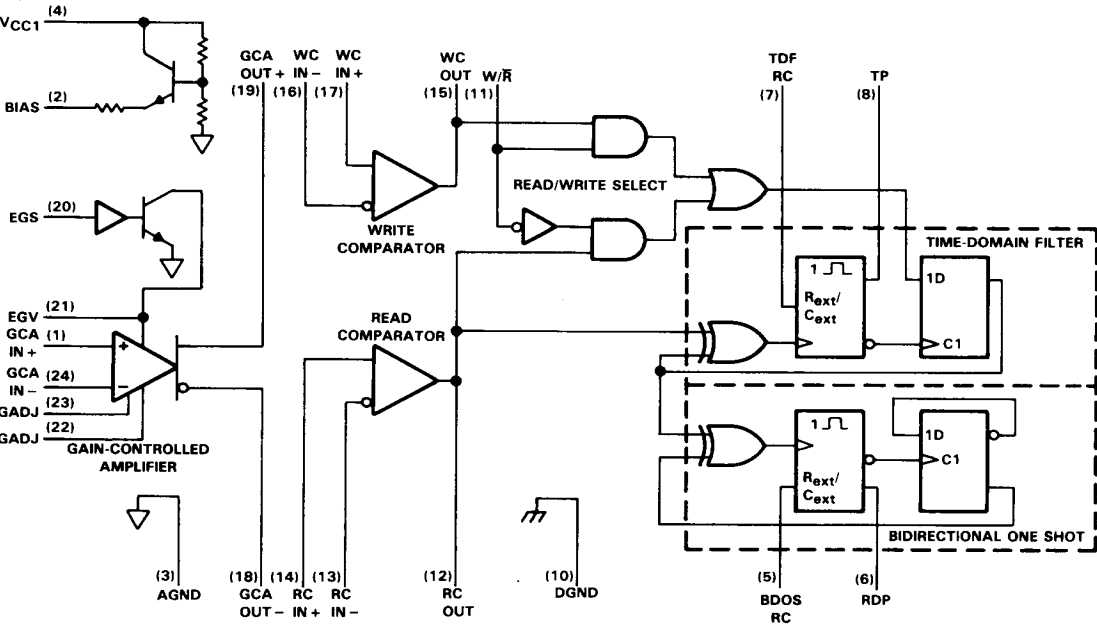 VCC1 (4)
BIAS (2)
EGS (20)
EGV (21)
GCA (1)
IN +
GCA (24)
IN −
GADJ (23)
GADJ (22)
GAIN-CONTROLLED
AMPLIFIER
GCA
OUT +
(19)
WC
IN −
(16)
WC
IN +
(17)
WC
OUT
(15)
W/R̅
(11)
TDF
RC
(7)
TP
(8)
+
−
WRITE
COMPARATOR
READ/WRITE SELECT
READ
COMPARATOR
TIME-DOMAIN FILTER
1
Rext/
Cext
1D
C1
1
Rext/
Cext
1D
C1
BIDIRECTIONAL ONE SHOT
(3)
AGND
(18)
GCA
OUT −
(14)
RC
IN +
(13)
RC
IN −
(12)
RC
OUT
(10)
DGND
(5)
BDOS
RC
(6)
RDP